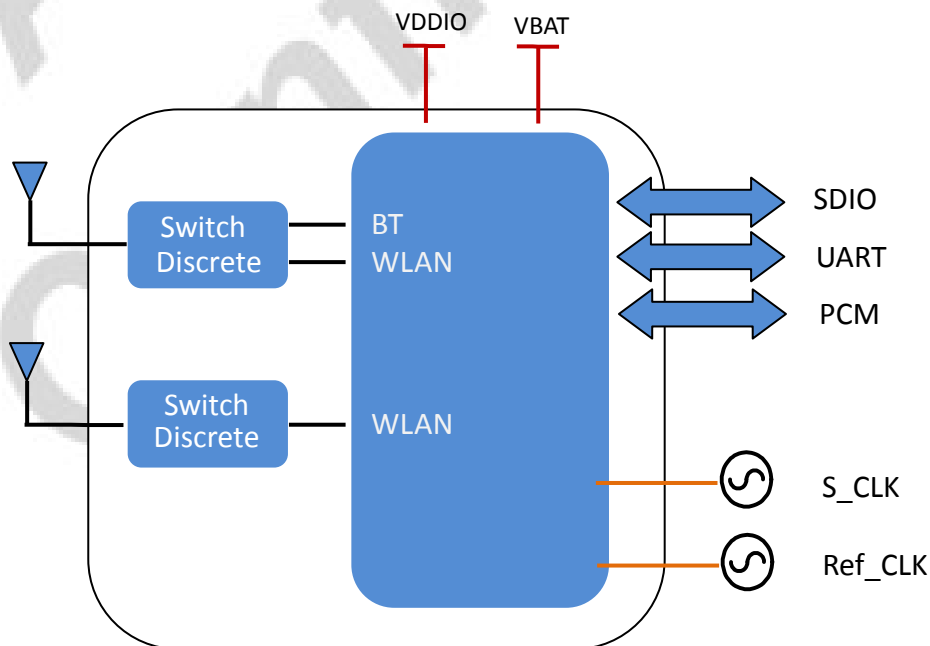 VDDIO
VBAT
Switch
Discrete
BT
WLAN
SDIO
UART
PCM
Switch
Discrete
WLAN
S_CLK
Ref_CLK